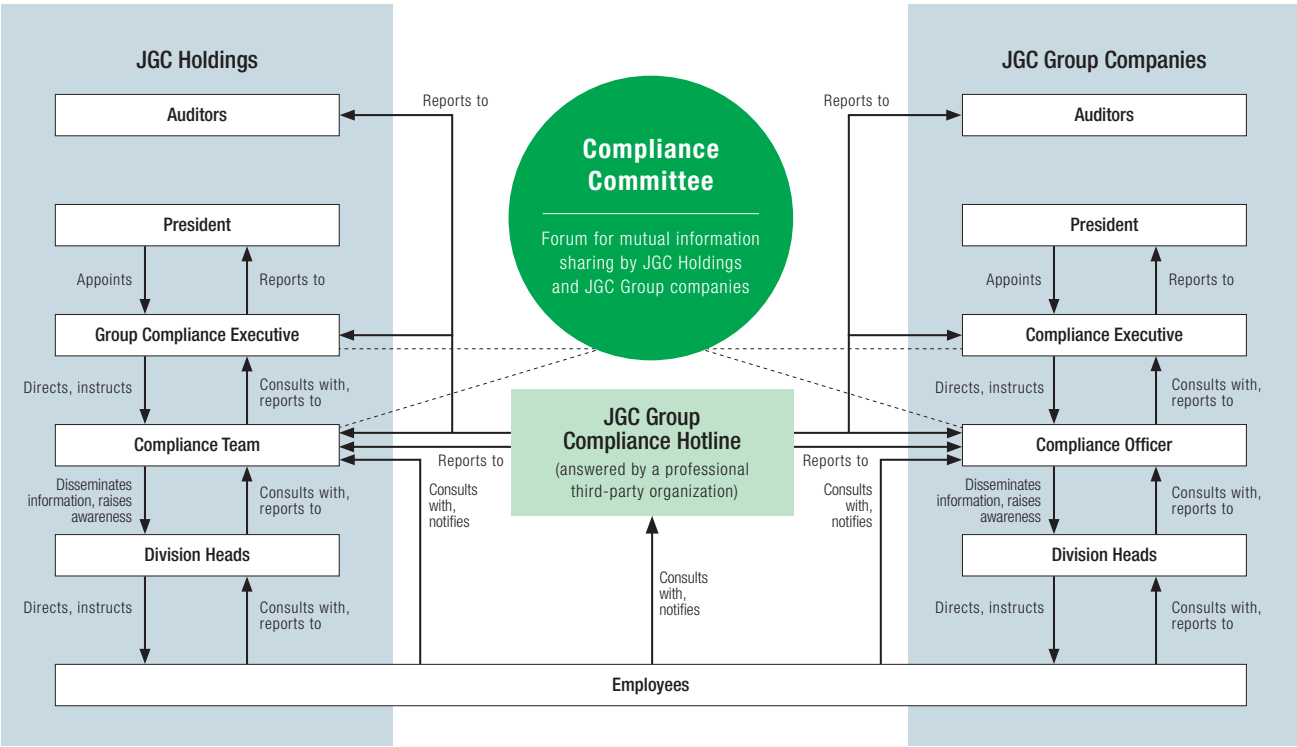 JGC Holdings
Auditors
President
Appoints
Reports to
Group Compliance Executive
Directs, instructs
Consults with,
reports to
Compliance Team
Disseminates
information, raises
awareness
Consults with,
reports to
Division Heads
Directs, instructs
Consults with,
reports to
Reports to
Compliance
Committee
Forum for mutual information
sharing by JGC Holdings
and JGC Group companies
Reports to
JGC Group
Compliance Hotline
(answered by a professional
third-party organization)
Reports to
Consults
with,
notifies
Consults
with,
notifies
Reports to
Consults
with,
notifies
JGC Group Companies
Auditors
President
Appoints
Reports to
Compliance Executive
Directs, instructs
Consults with,
reports to
Compliance Officer
Disseminates
information, raises
awareness
Consults with,
reports to
Division Heads
Directs, instructs
Consults with,
reports to
Employees